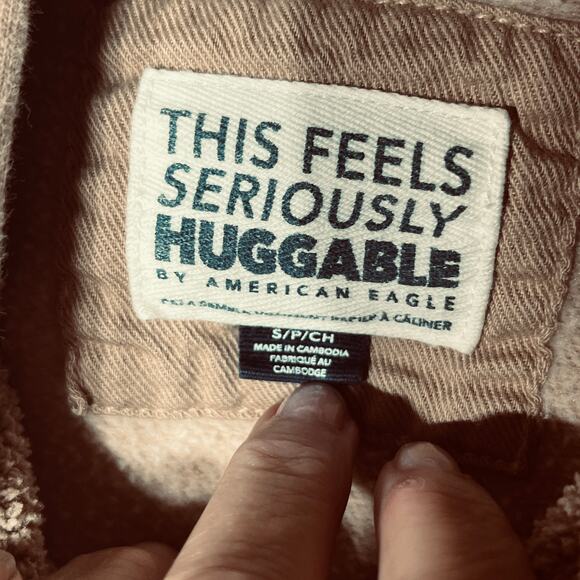 THIS FEELS
SERIOUSLY
HUGGABLE
BY AMERICAN EAGLE
À CÂLINER
S/P/CH
MADE IN CAMBODIA
FABRIQUÉ AU
CAMBODGE